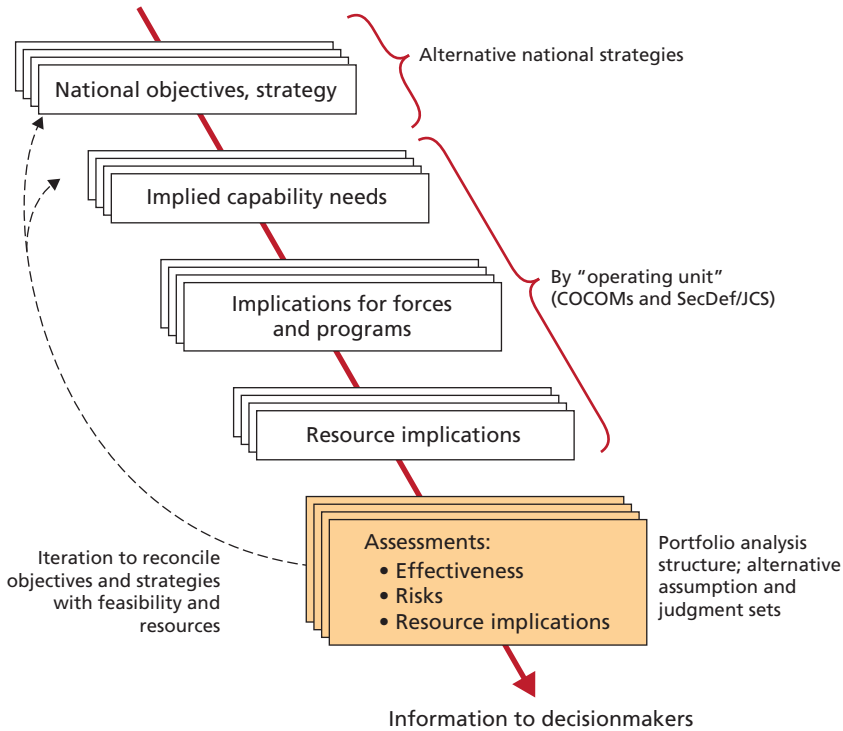 Alternative national strategies
National objectives, strategy
Implied capability needs
By “operating unit”
(COCOMs and SecDef/JCS)
Implications for forces
and programs
Resource implications
Assessments:
• Effectiveness
• Risks
• Resource implications
Portfolio analysis
structure; alternative
assumption and
judgment sets
Iteration to reconcile
objectives and strategies
with feasibility and
resources
Information to decisionmakers